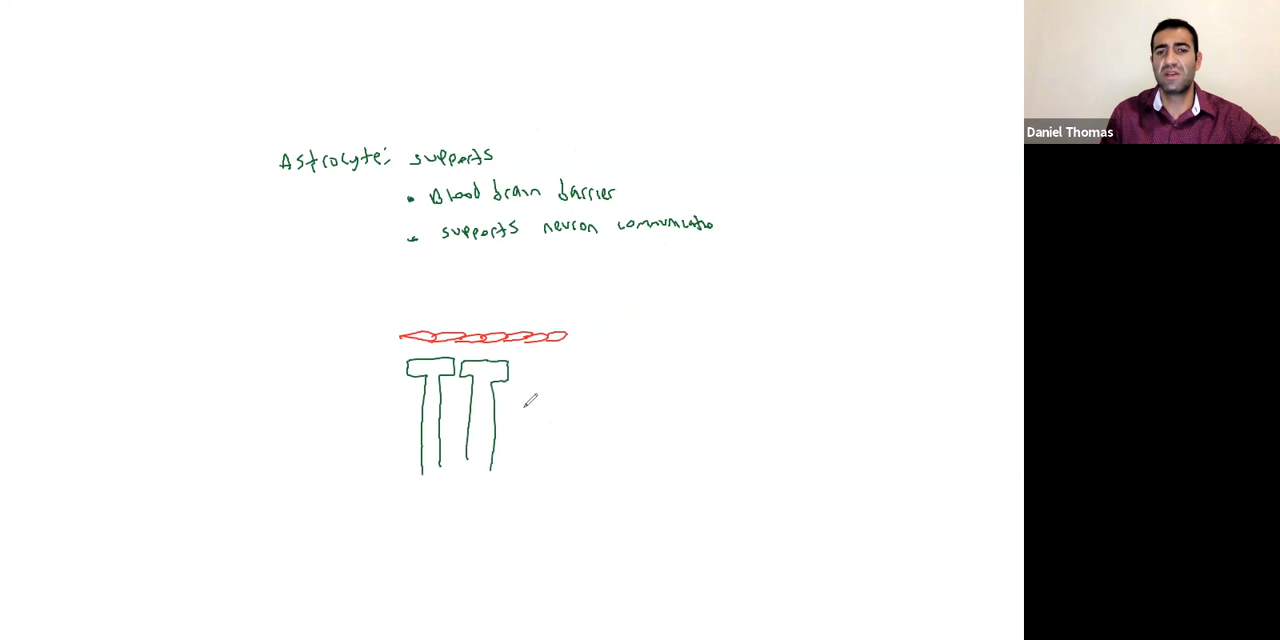 Astrocyte: supports
• Blood brain barrier
• supports neuron communicatio
Daniel Thomas